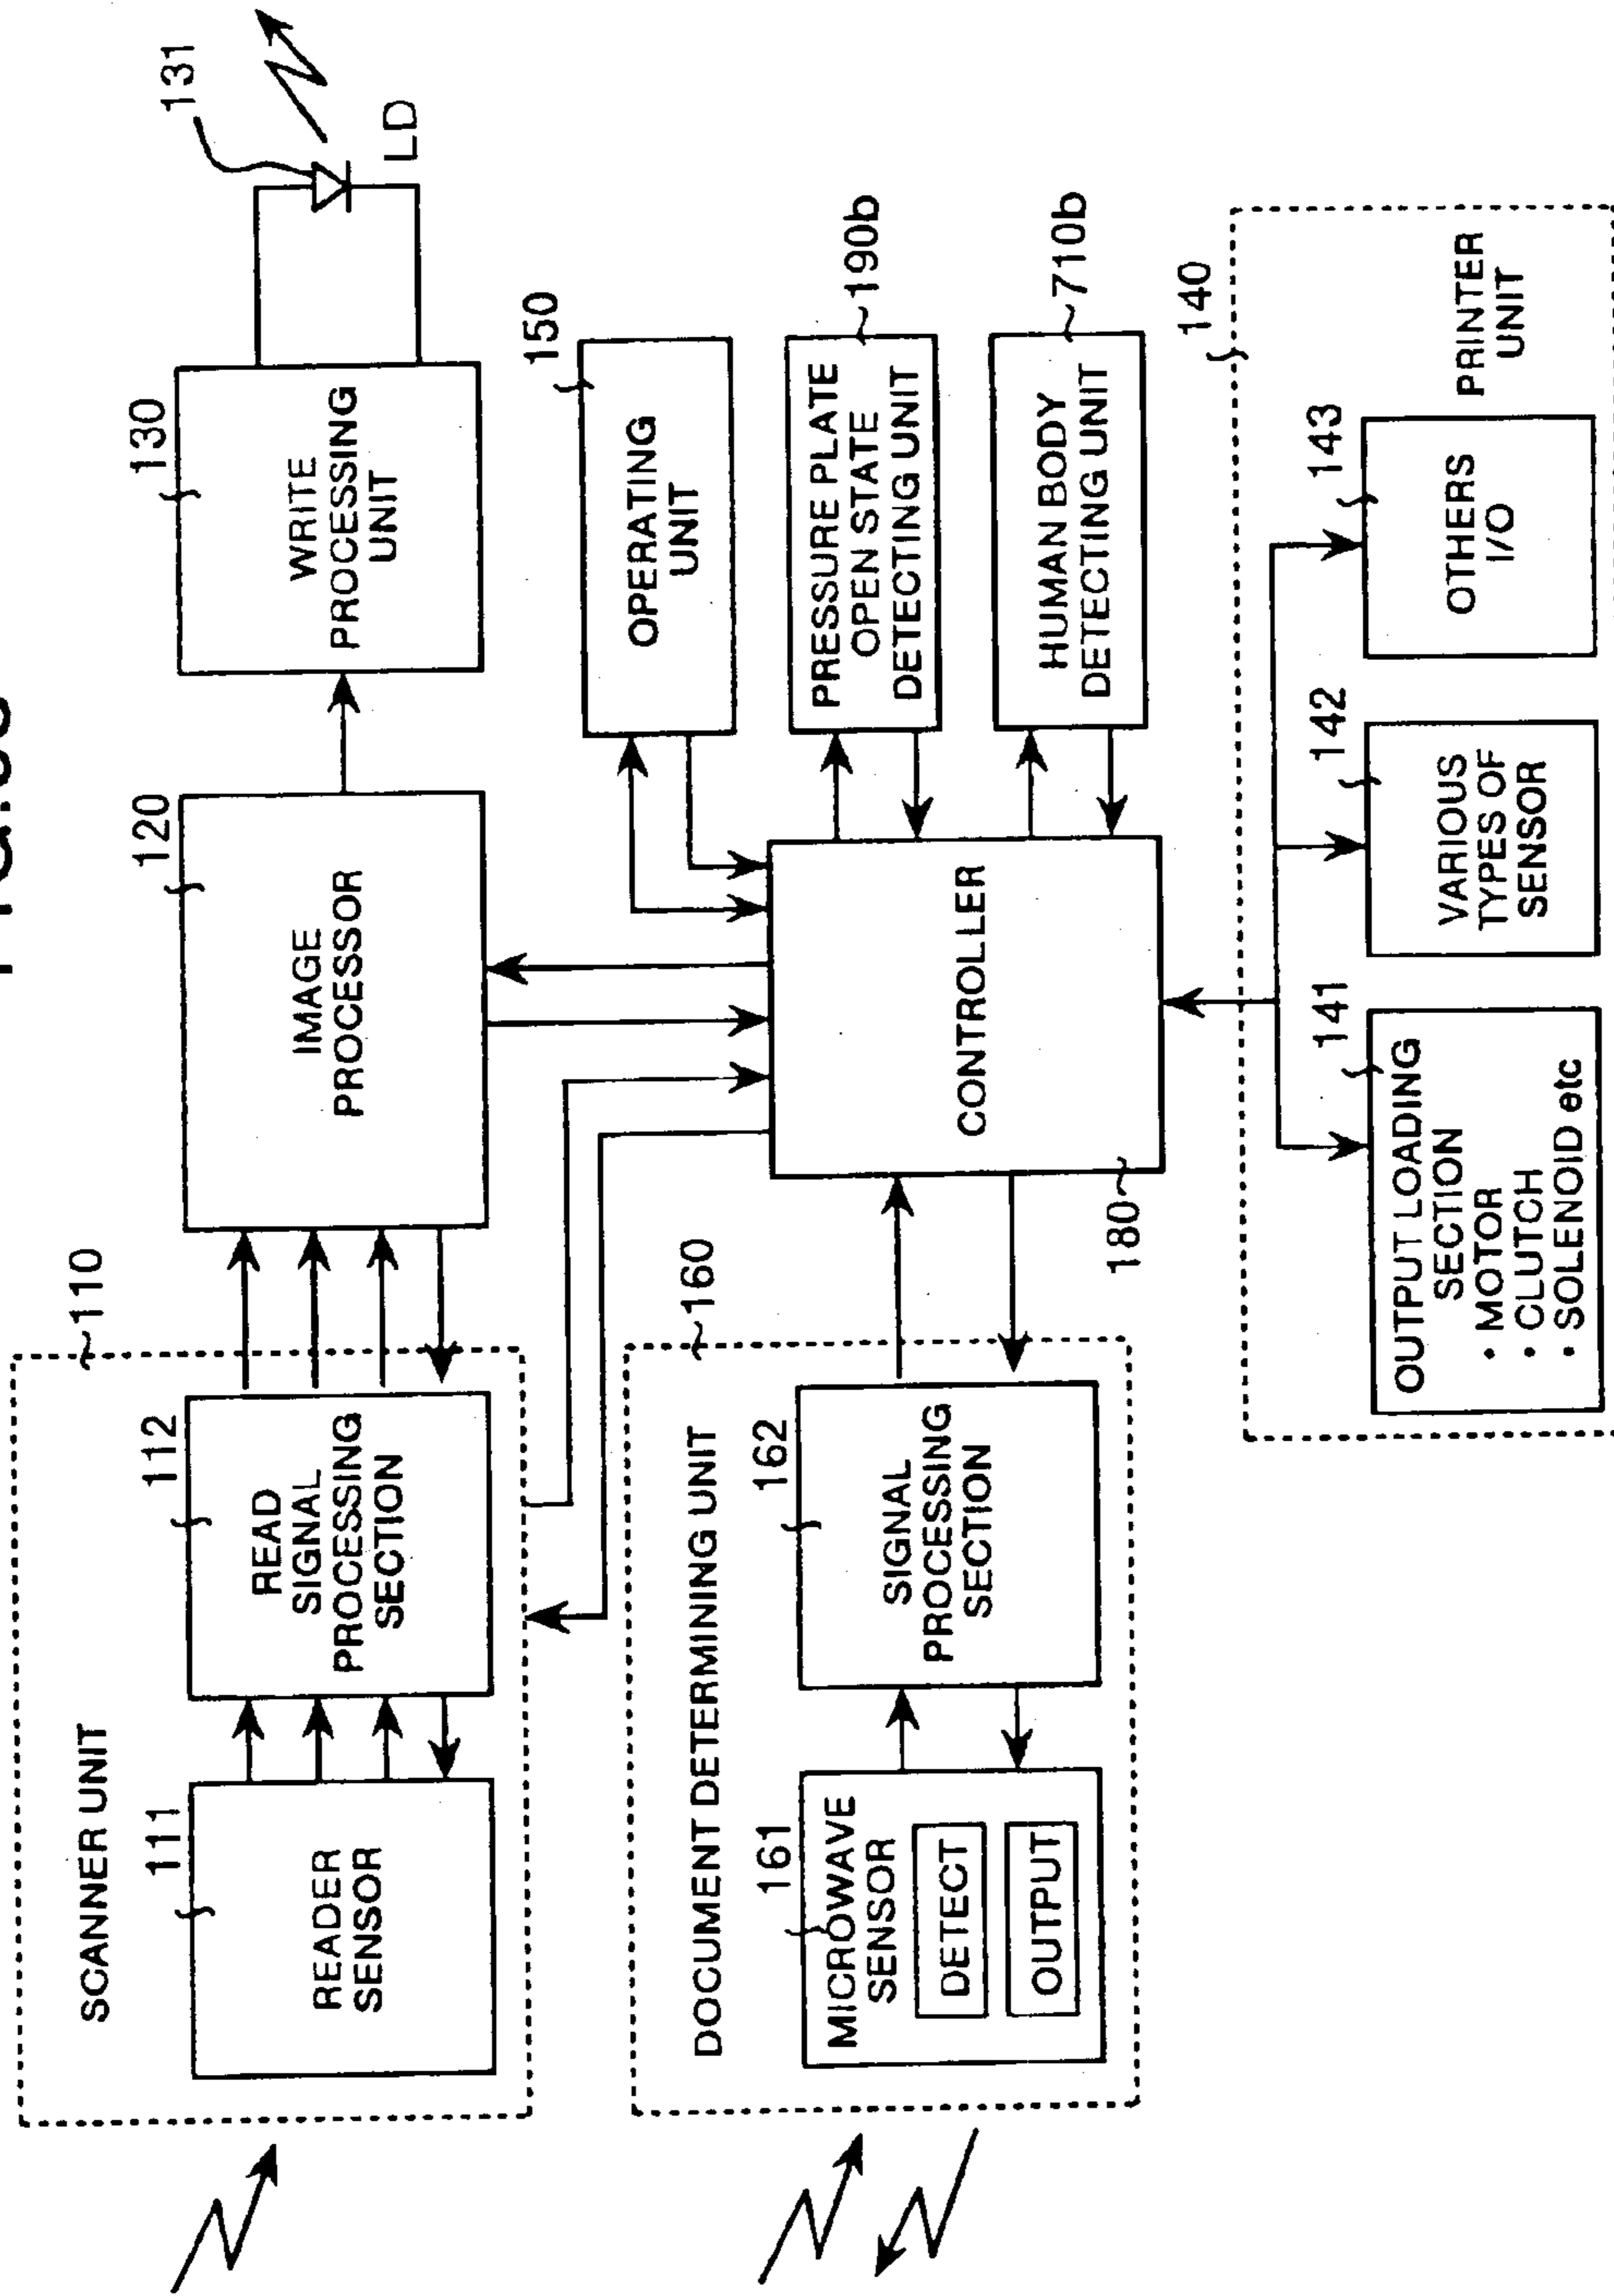 110
SCANNER UNIT
111
READER
SENSOR
112
READ
SIGNAL
PROCESSING
SECTION
120
IMAGE
PROCESSOR
130
WRITE
PROCESSING
UNIT
131
LD
150
OPERATING
UNIT
160
DOCUMENT DETERMINING UNIT
161
MICROWAVE
SENSOR
DETECT
OUTPUT
162
SIGNAL
PROCESSING
SECTION
CONTROLLER
180
PRESSURE PLATE
OPEN STATE
DETECTING UNIT
190b
HUMAN BODY
DETECTING UNIT
710b
140
141
OUTPUT LOADING
SECTION
• MOTOR
• CLUTCH
• SOLENOID etc
142
VARIOUS
TYPES OF
SENSOR
143
OTHERS
I/O
PRINTER
UNIT